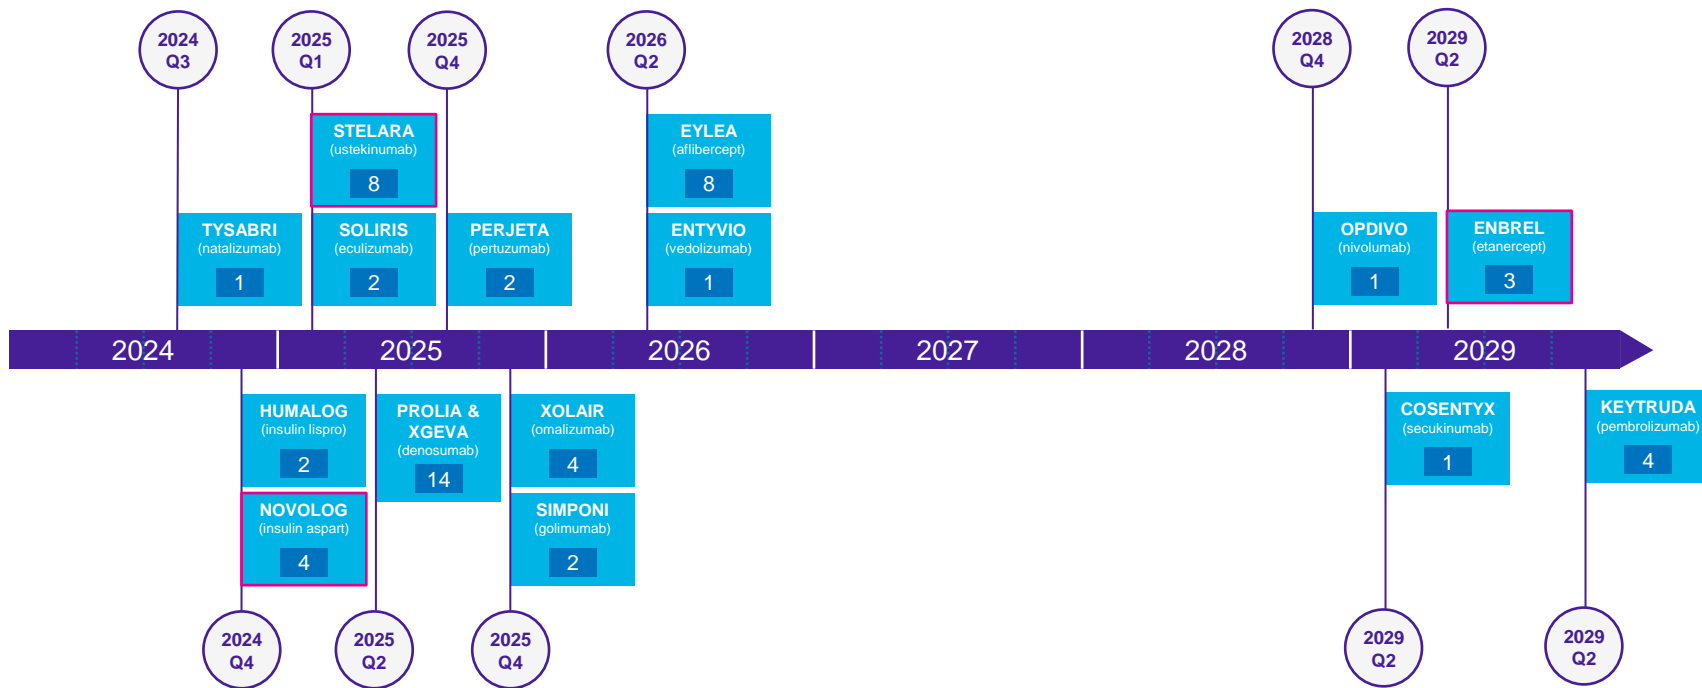 2024
Q3
2025
Q1
2025
Q4
2026
Q2
2028
Q4
2029
Q2
STELARA
(ustekinumab)
8
EYLEA
(aflibercept)
8
TYSABRI
(natalizumab)
1
SOLIRIS
(eculizumab)
2
PERJETA
(pertuzumab)
2
ENTYVIO
(vedolizumab)
1
OPDIVO
(nivolumab)
1
ENBREL
(etanercept)
3
2024
2025
2026
2027
2028
2029
HUMALOG
(insulin lispro)
2
PROLIA &
XGEVA
(denosumab)
14
XOLAIR
(omalizumab)
4
COSENTYX
(secukinumab)
1
KEYTRUDA
(pembrolizumab)
4
NOVOLOG
(insulin aspart)
4
SIMPONI
(golimumab)
2
2024
Q4
2025
Q2
2025
Q4
2029
Q2
2029
Q2